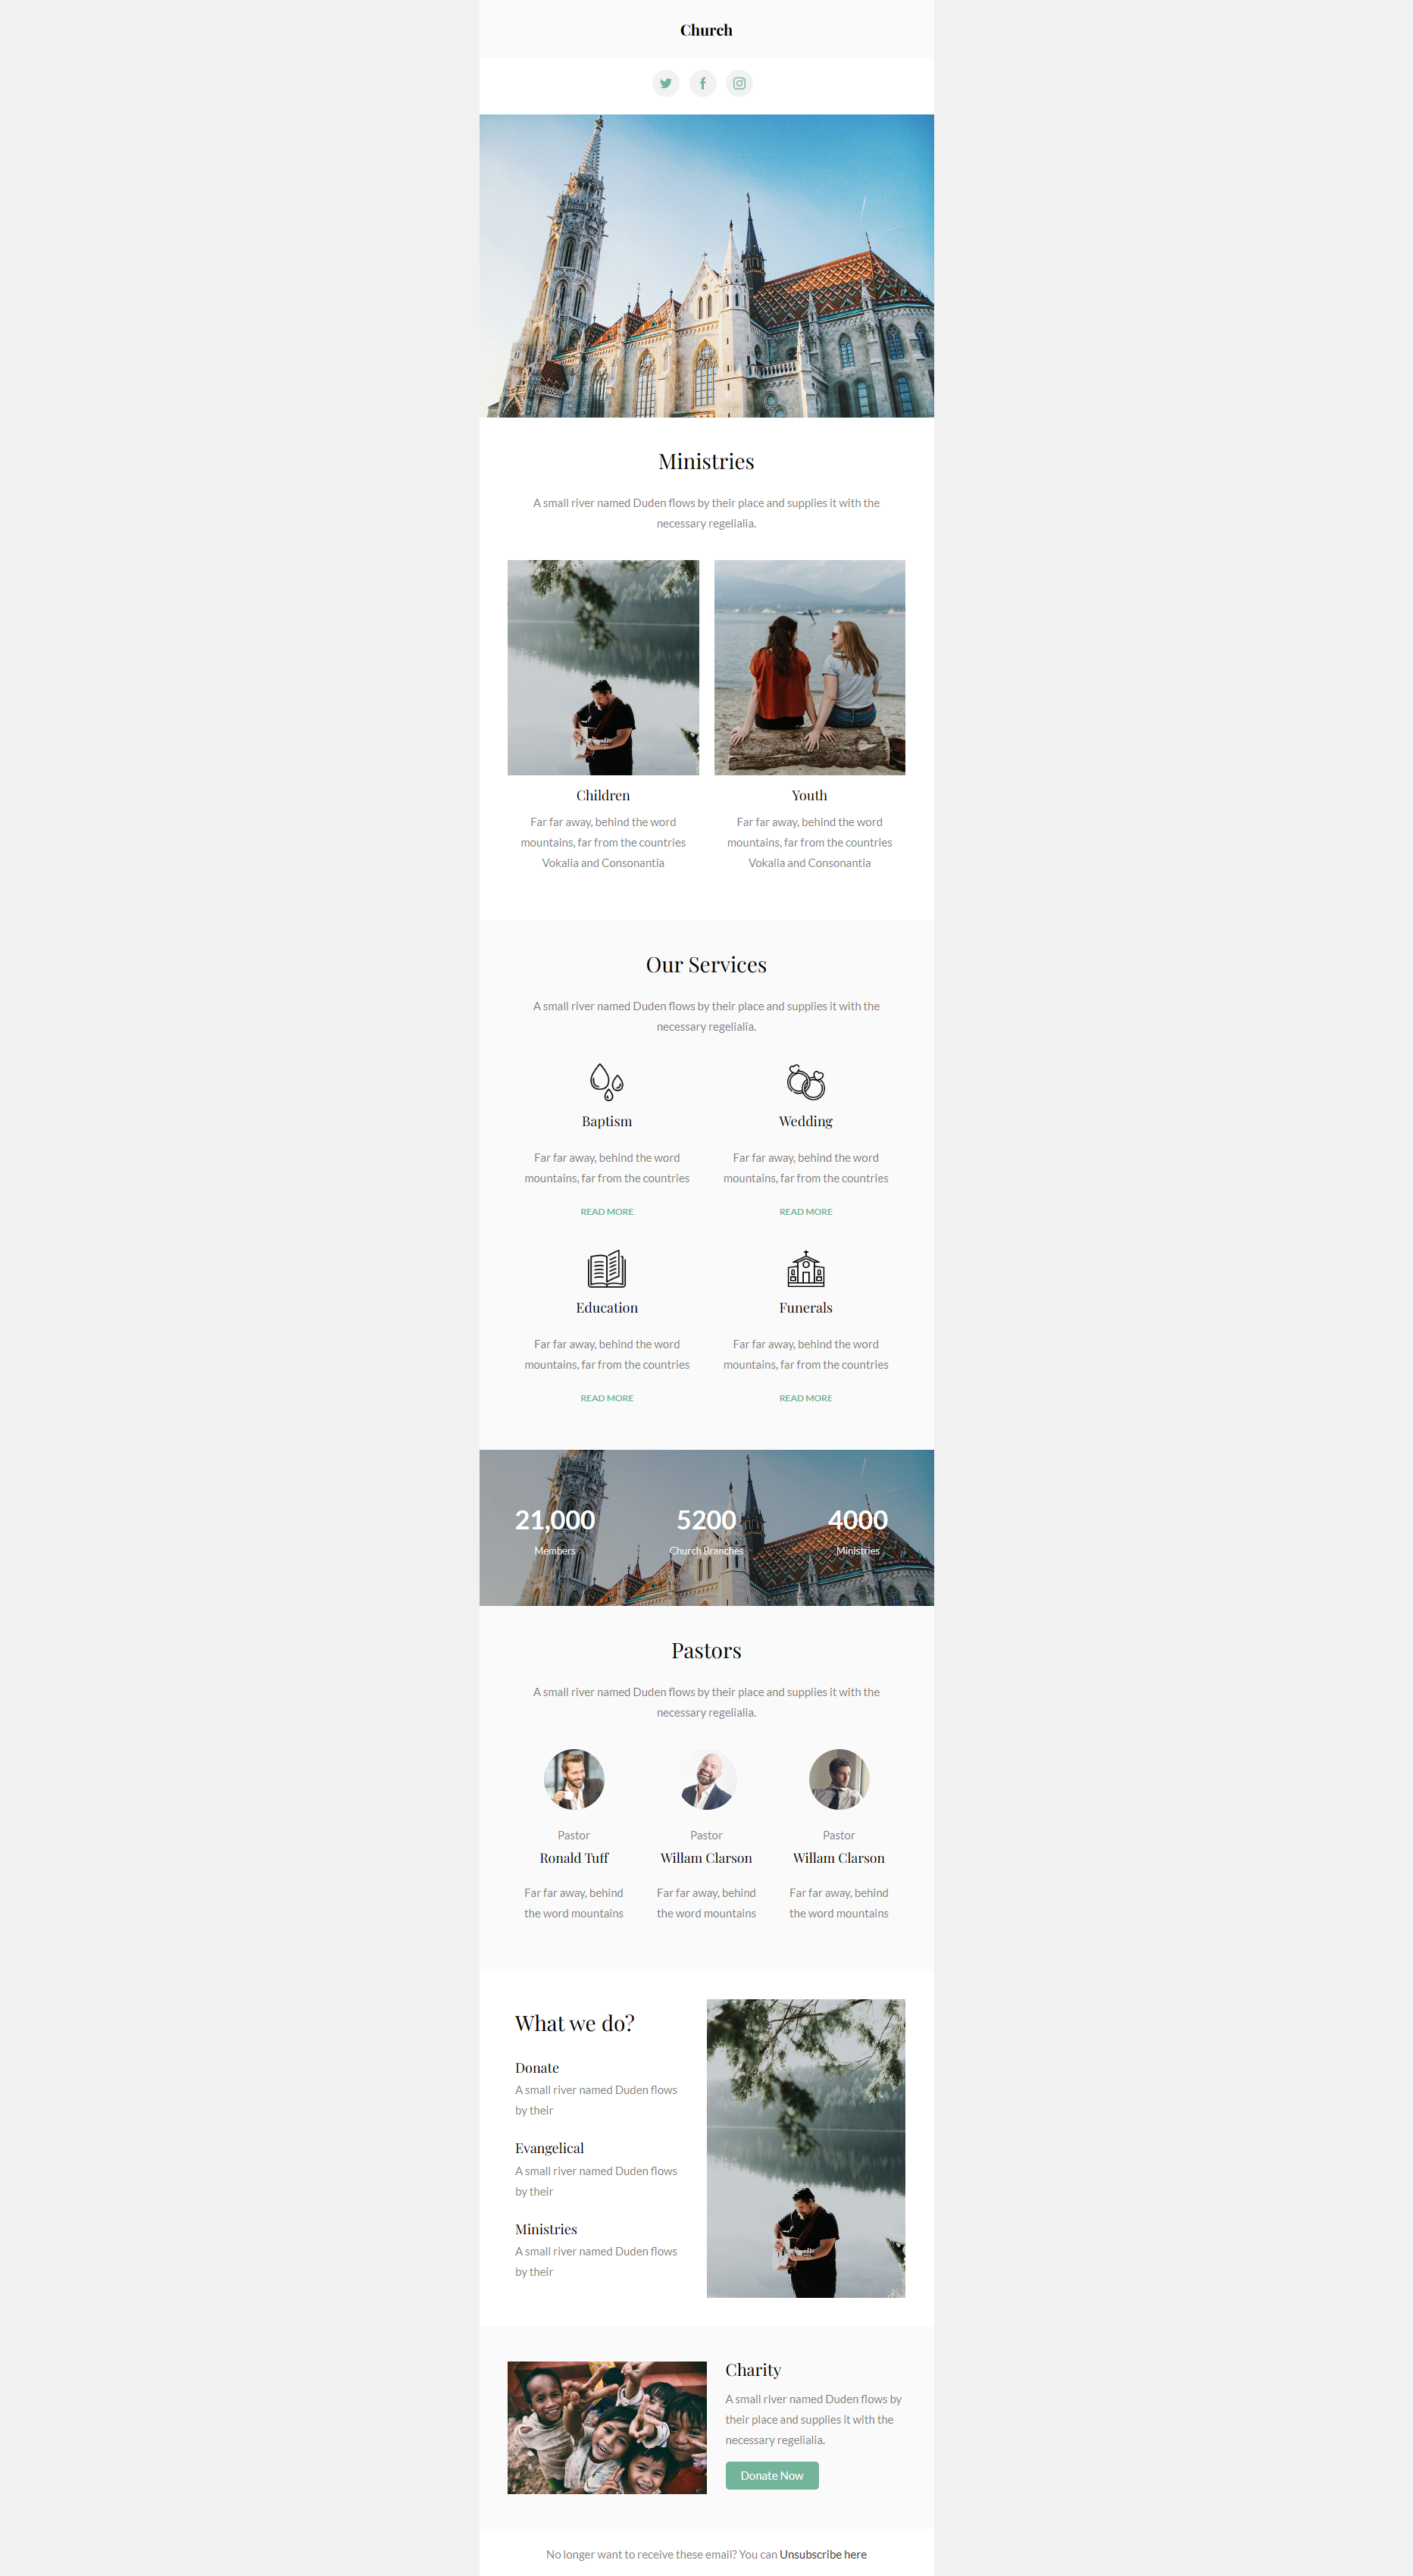 Church
Ministries
A small river named Duden flows by their place and supplies it with the
necessary regelialia.
Children
Far far away, behind the word
mountains, far from the countries
Vokalia and Consonantia
Youth
Far far away, behind the word
mountains, far from the countries
Vokalia and Consonantia
Our Services
A small river named Duden flows by their place and supplies it with the
necessary regelialia.
Baptism
Far far away, behind the word
mountains, far from the countries
READ MORE
Wedding
Far far away, behind the word
mountains, far from the countries
READ MORE
Education
Far far away, behind the word
mountains, far from the countries
READ MORE
Funerals
Far far away, behind the word
mountains, far from the countries
READ MORE
21,000
Members
5200
Church Branches
4000
Ministries
Pastors
A small river named Duden flows by their place and supplies it with the
necessary regelialia.
Pastor
Ronald Tuff
Far far away, behind
the word mountains
Pastor
Willam Clarson
Far far away, behind
the word mountains
Pastor
Willam Clarson
Far far away, behind
the word mountains
What we do?
Donate
A small river named Duden flows
by their
Evangelical
A small river named Duden flows
by their
Ministries
A small river named Duden flows
by their
Charity
A small river named Duden flows by
their place and supplies it with the
necessary regelialia.
Donate Now
No longer want to receive these email? You can Unsubscribe here